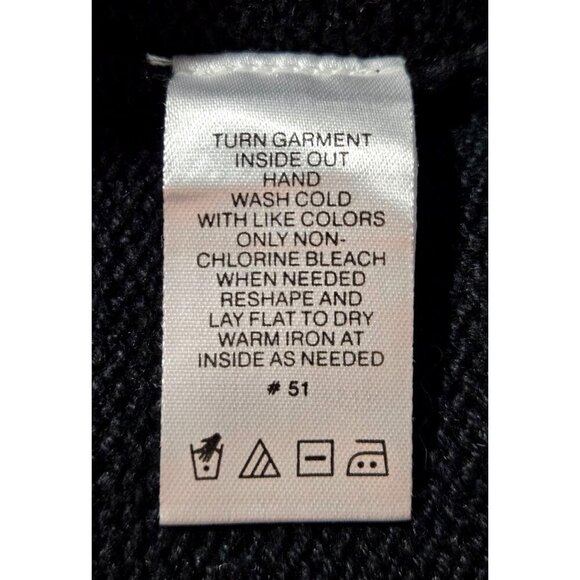 TURN GARMENT
INSIDE OUT
HAND
WASH COLD
WITH LIKE COLORS
ONLY NON-
CHLORINE BLEACH
WHEN NEEDED
RESHAPE AND
LAY FLAT TO DRY
WARM IRON AT
INSIDE AS NEEDED
# 51